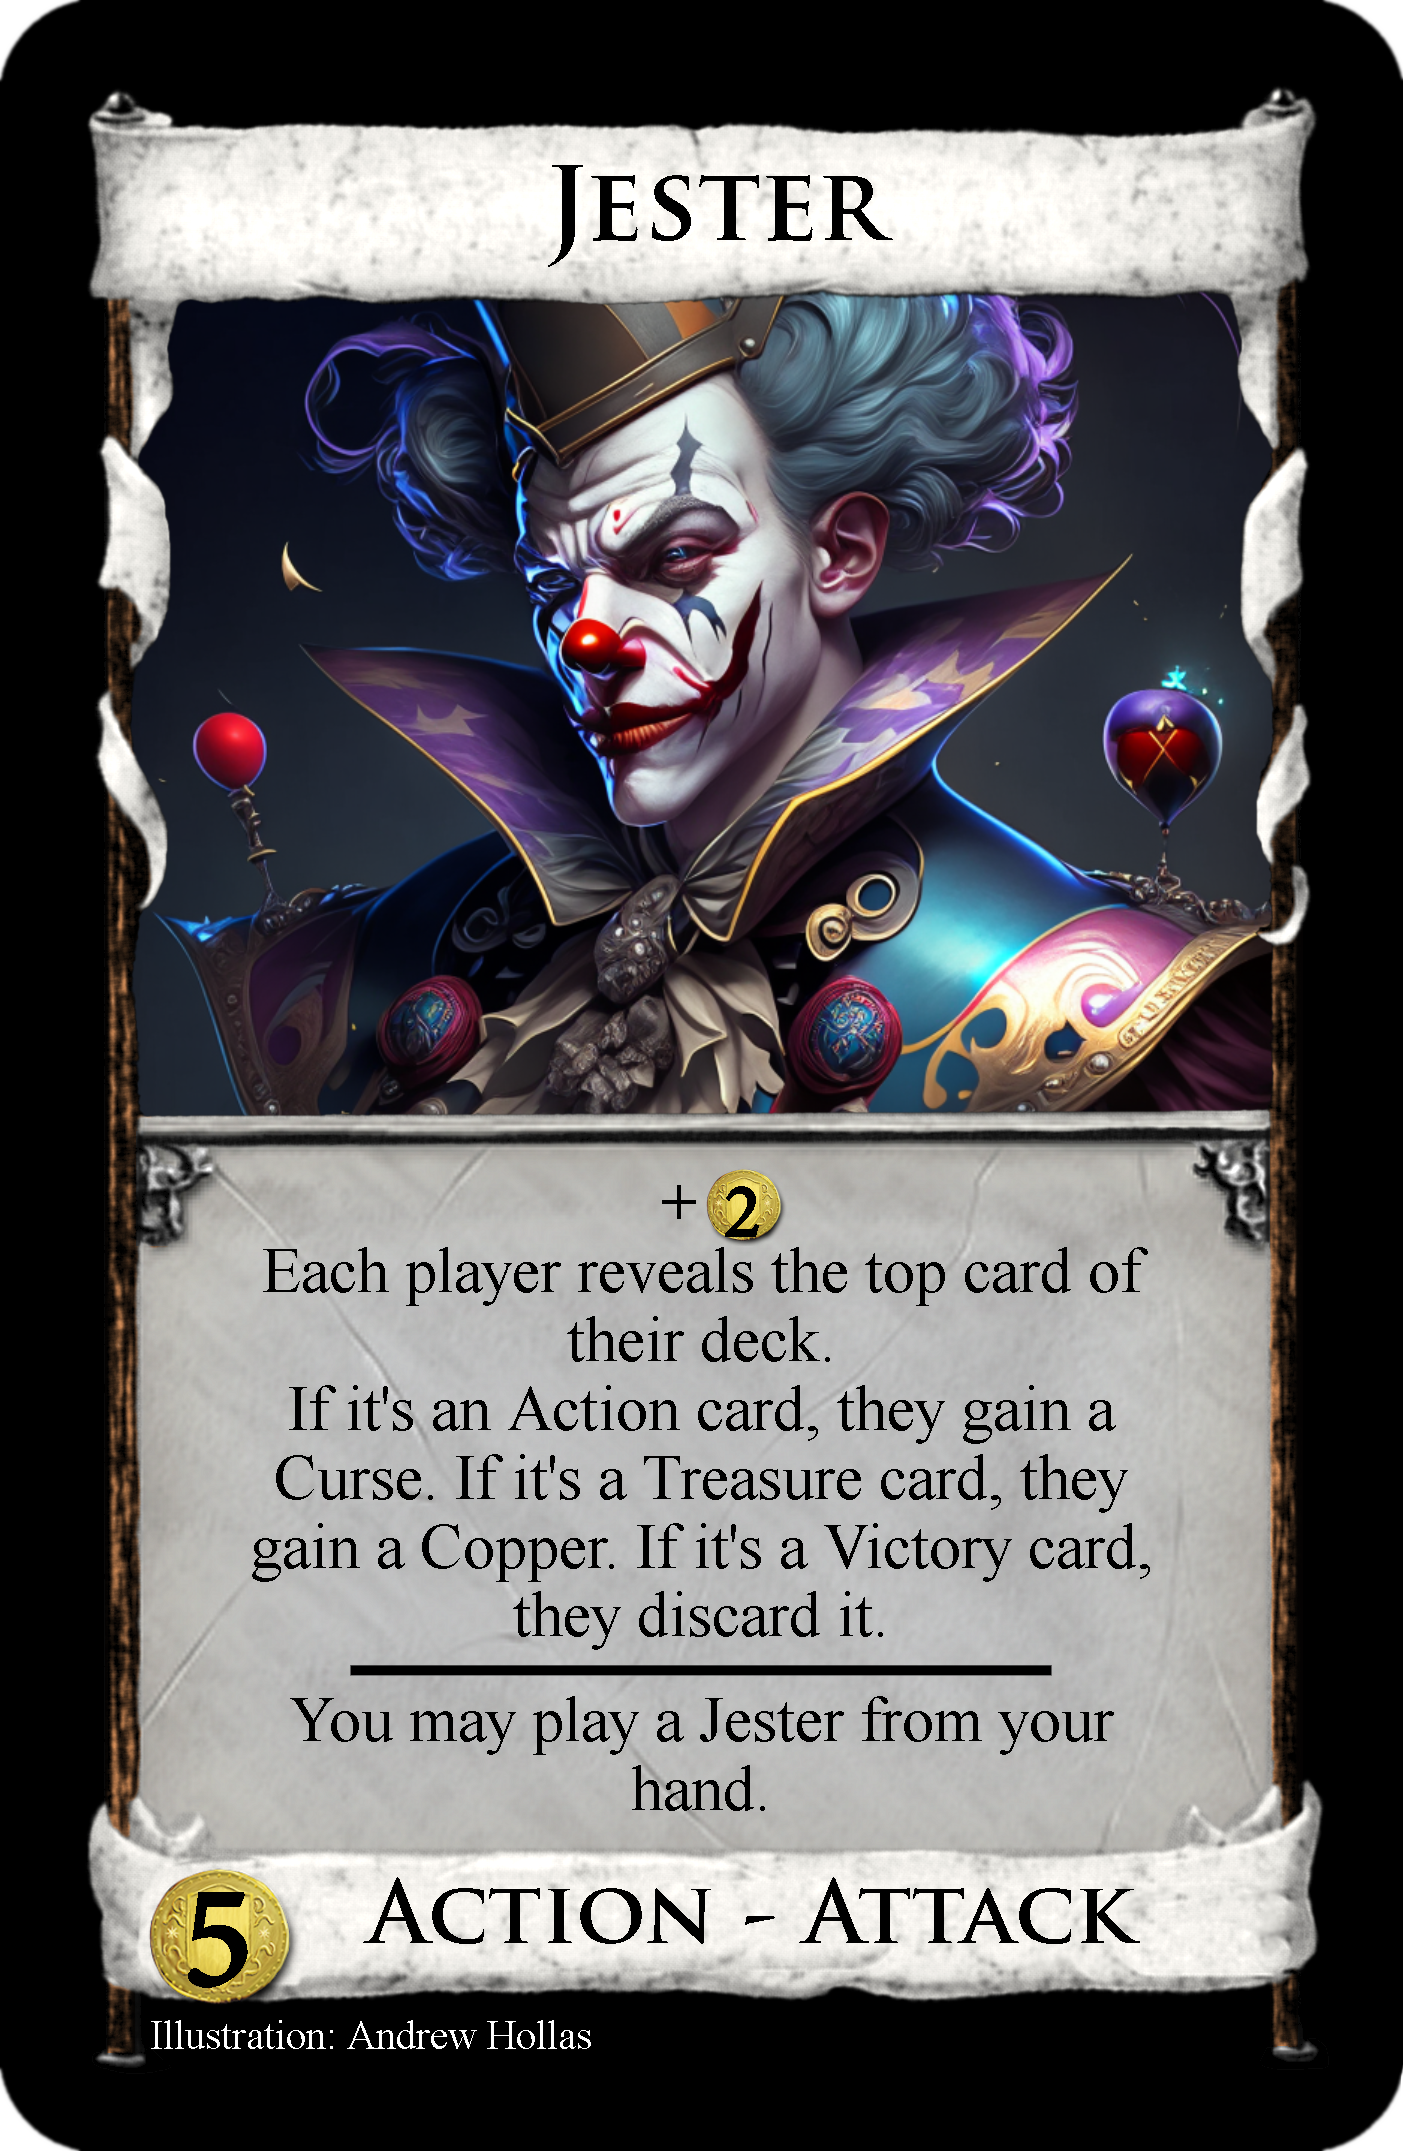 JESTER
+ 2
Each player reveals the top card of
their deck.
If it's an Action card, they gain a
Curse. If it's a Treasure card, they
gain a Copper. If it's a Victory card,
they discard it.
You may play a Jester from your
hand.
5 ACTION - ATTACK
Illustration: Andrew Hollas